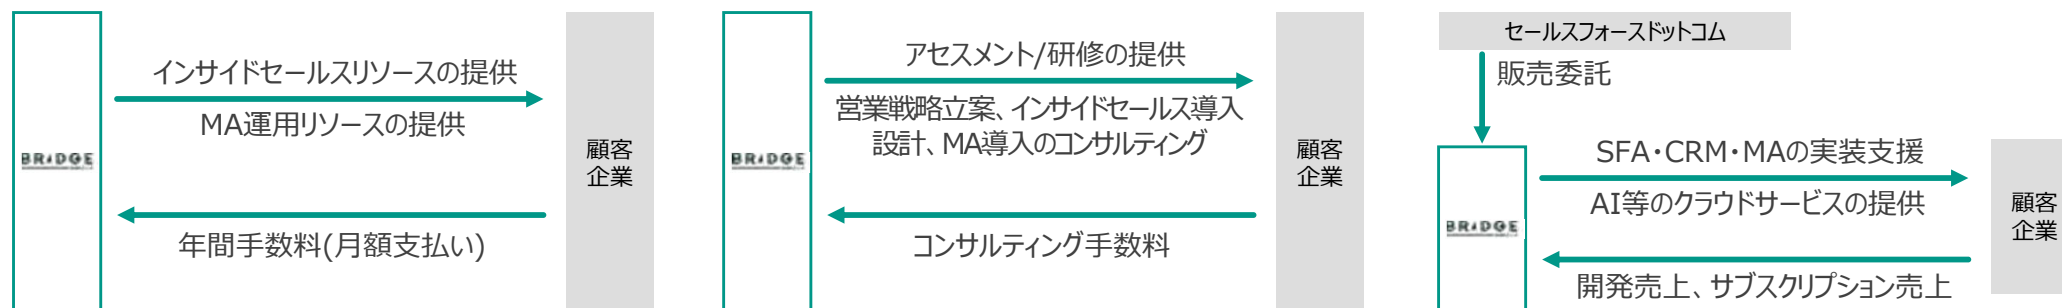 BRIDGE
インサイドセールスリソースの提供
MA運用リソースの提供
年間手数料(月額支払い)
顧客
企業
BRIDGE
アセスメント/研修の提供
営業戦略立案、インサイドセールス導入
設計、MA導入のコンサルティング
コンサルティング手数料
顧客
企業
セールスフォースドットコム
販売委託
BRIDGE
SFA・CRM・MAの実装支援
AI等のクラウドサービスの提供
開発売上、サブスクリプション売上
顧客
企業